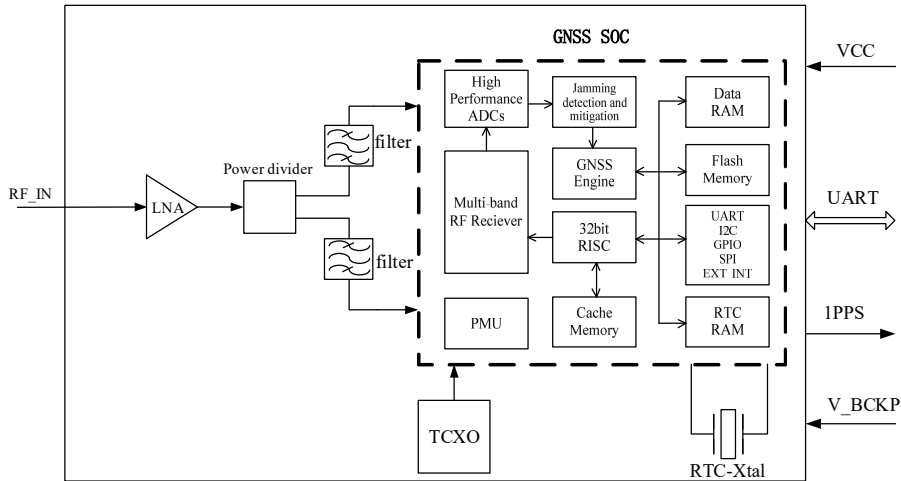 GNSS SOC
VCC
High
Performance
ADCs
Jamming
detection and
mitigation
Data
RAM
filter
Power divider
GNSS
Engine
Flash
Memory
RF_IN
LNA
Multi-band
RF Reciever
32bit
RISC
UART
I2C
GPIO
SPI
EXT INT
UART
filter
PMU
Cache
Memory
RTC
RAM
1PPS
TCXO
V_BCKP
RTC-Xtal